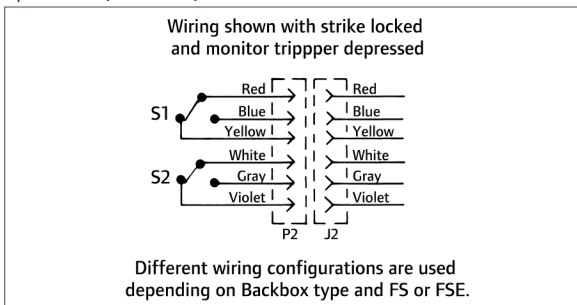 Wiring shown with strike locked
and monitor trippper depressed
Red Red
S1 Blue Blue
Yellow Yellow
White White
S2 Gray Gray
Violet Violet
P2 J2
Different wiring configurations are used
depending on Backbox type and FS or FSE.